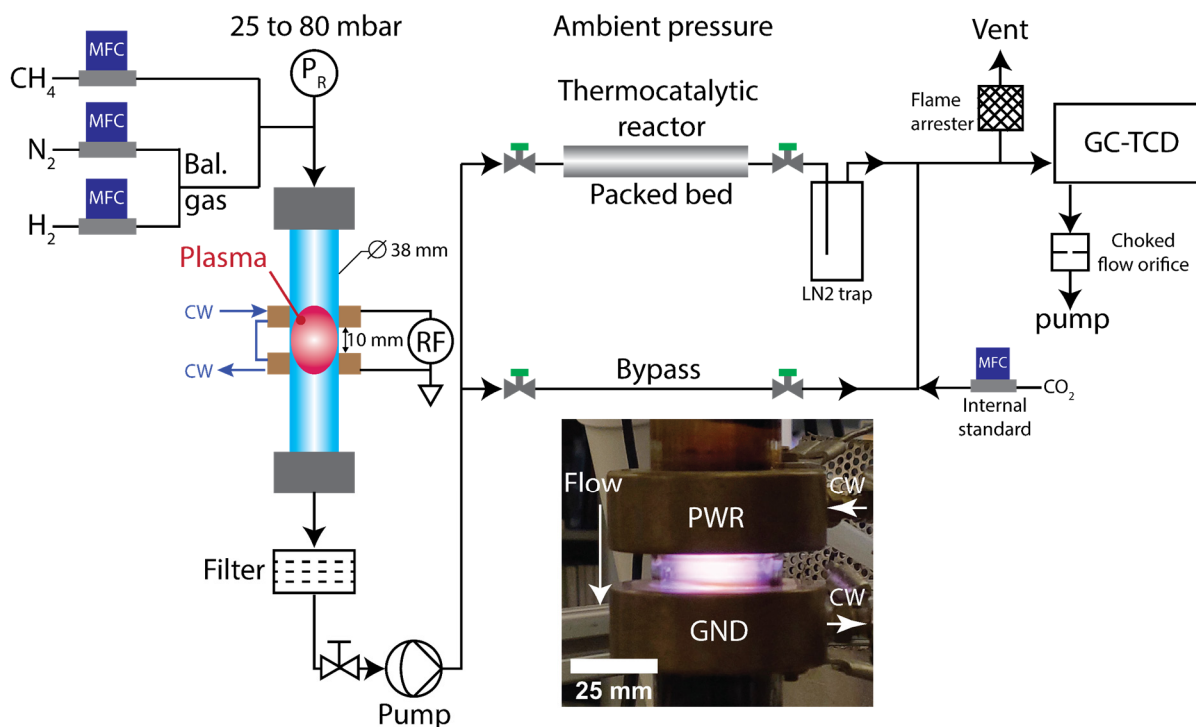 25 to 80 mbar
Ambient pressure
Vent
MFC
CH4
P_R
Thermocatalytic
reactor
Flame
arrester
GC-TCD
MFC
N2
Bal.
gas
MFC
H2
Packed bed
Plasma
⌀ 38 mm
Choked
flow orifice
LN2 trap
pump
CW
10 mm
RF
CW
Bypass
MFC
CO2
Internal
standard
Flow
CW
PWR
CW
GND
25 mm
Filter
Pump